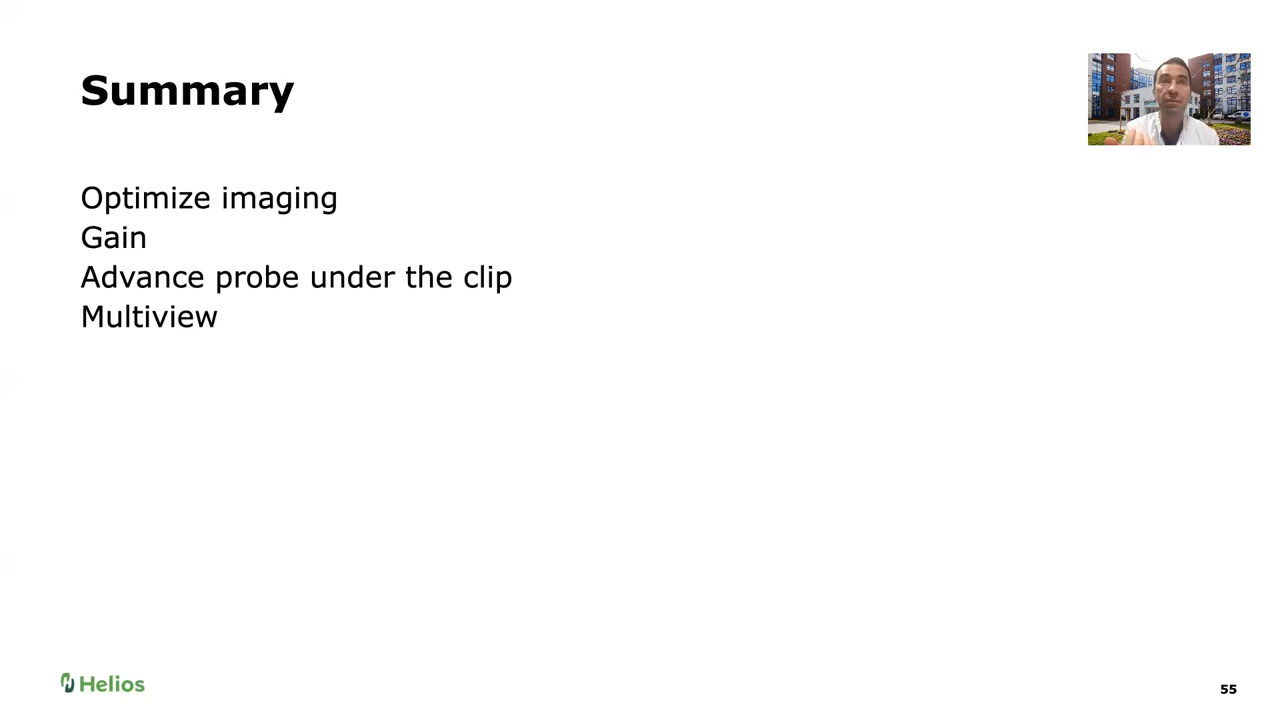 Summary
Optimize imaging
Gain
Advance probe under the clip
Multiview
Helios
55